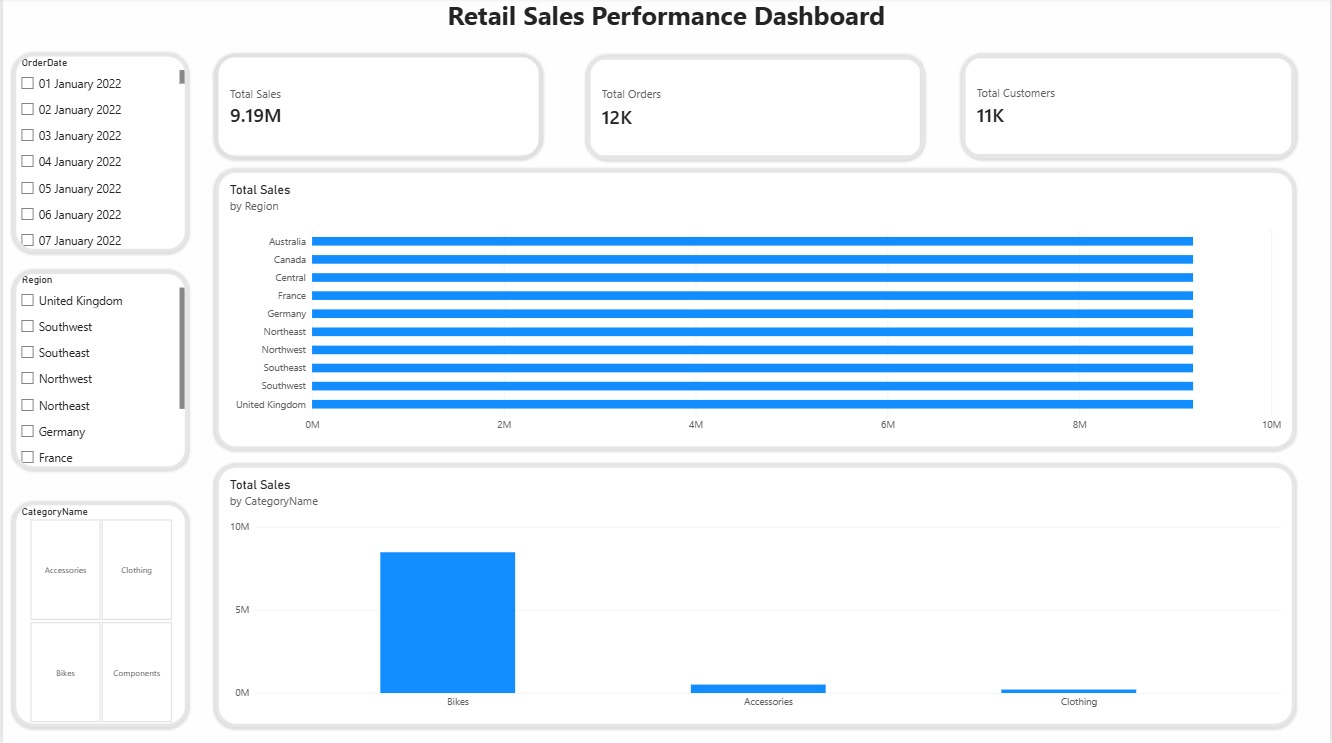 Retail Sales Performance Dashboard
OrderDate
01 January 2022
02 January 2022
03 January 2022
04 January 2022
05 January 2022
06 January 2022
07 January 2022
Region
United Kingdom
Southwest
Southeast
Northwest
Northeast
Germany
France
CategoryName
Accessories
Clothing
Bikes
Components
Total Sales
9.19M
Total Orders
12K
Total Customers
11K
Total Sales
by Region
Australia
Canada
Central
France
Germany
Northeast
Northwest
Southeast
Southwest
United Kingdom
0M 2M 4M 6M 8M 10M
Total Sales
by CategoryName
10M
5M
0M
Bikes Accessories Clothing